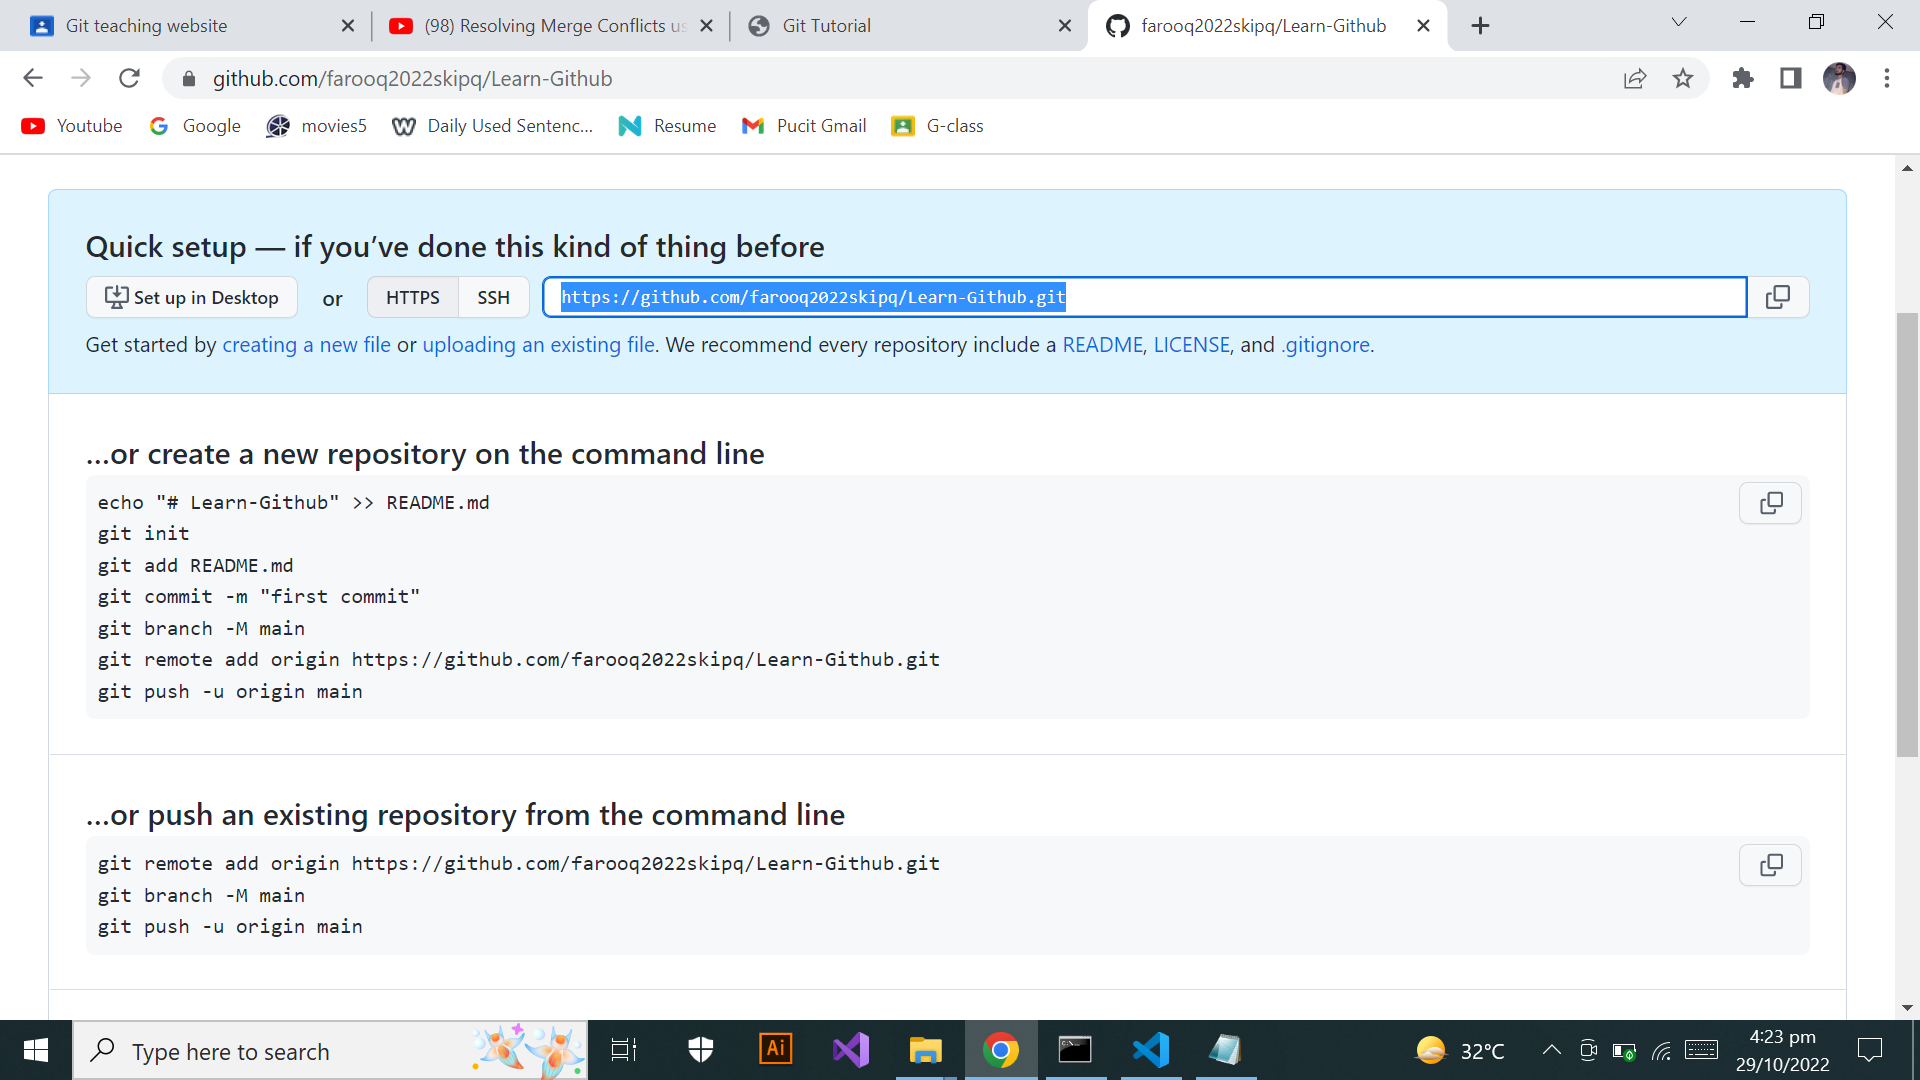 Git teaching website
(98) Resolving Merge Conflicts us
Git Tutorial
farooq2022skipq/Learn-Github
github.com/farooq2022skipq/Learn-Github
Youtube
Google
movies5
Daily Used Sentenc...
Resume
Pucit Gmail
G-class
Quick setup — if you’ve done this kind of thing before
Set up in Desktop or HTTPS SSH https://github.com/farooq2022skipq/Learn-Github.git
Get started by creating a new file or uploading an existing file. We recommend every repository include a README, LICENSE, and .gitignore.
…or create a new repository on the command line
echo "# Learn-Github" >> README.md
git init
git add README.md
git commit -m "first commit"
git branch -M main
git remote add origin https://github.com/farooq2022skipq/Learn-Github.git
git push -u origin main
…or push an existing repository from the command line
git remote add origin https://github.com/farooq2022skipq/Learn-Github.git
git branch -M main
git push -u origin main
Type here to search
Ai
32°C
4:23 pm
29/10/2022